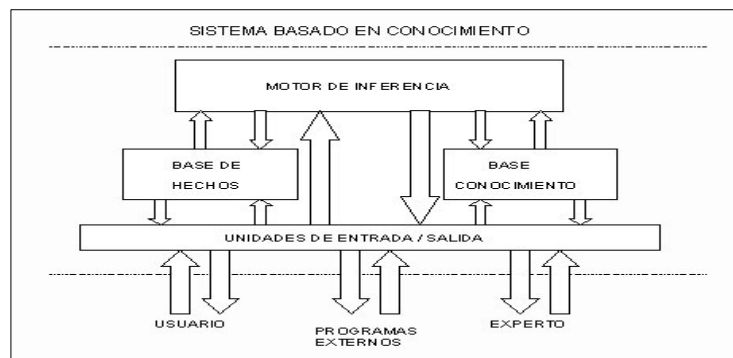 SISTEMA BASADO EN CONOCIMIENTO
MOTOR DE INFERENCIA
BASE DE
HECHOS
BASE
CONOCIMIENTO
UNIDADES DE ENTRADA / SALIDA
USUARIO
PROGRAMAS
EXTERNOS
EXPERTO